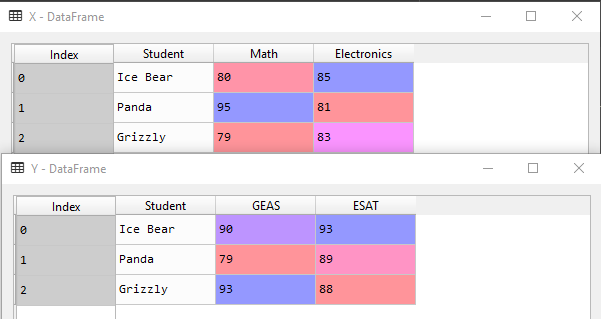 X - DataFrame
Index Student Math Electronics
0 Ice Bear 80 85
1 Panda 95 81
2 Grizzly 79 83
Y - DataFrame
Index Student GEAS ESAT
0 Ice Bear 90 93
1 Panda 79 89
2 Grizzly 93 88